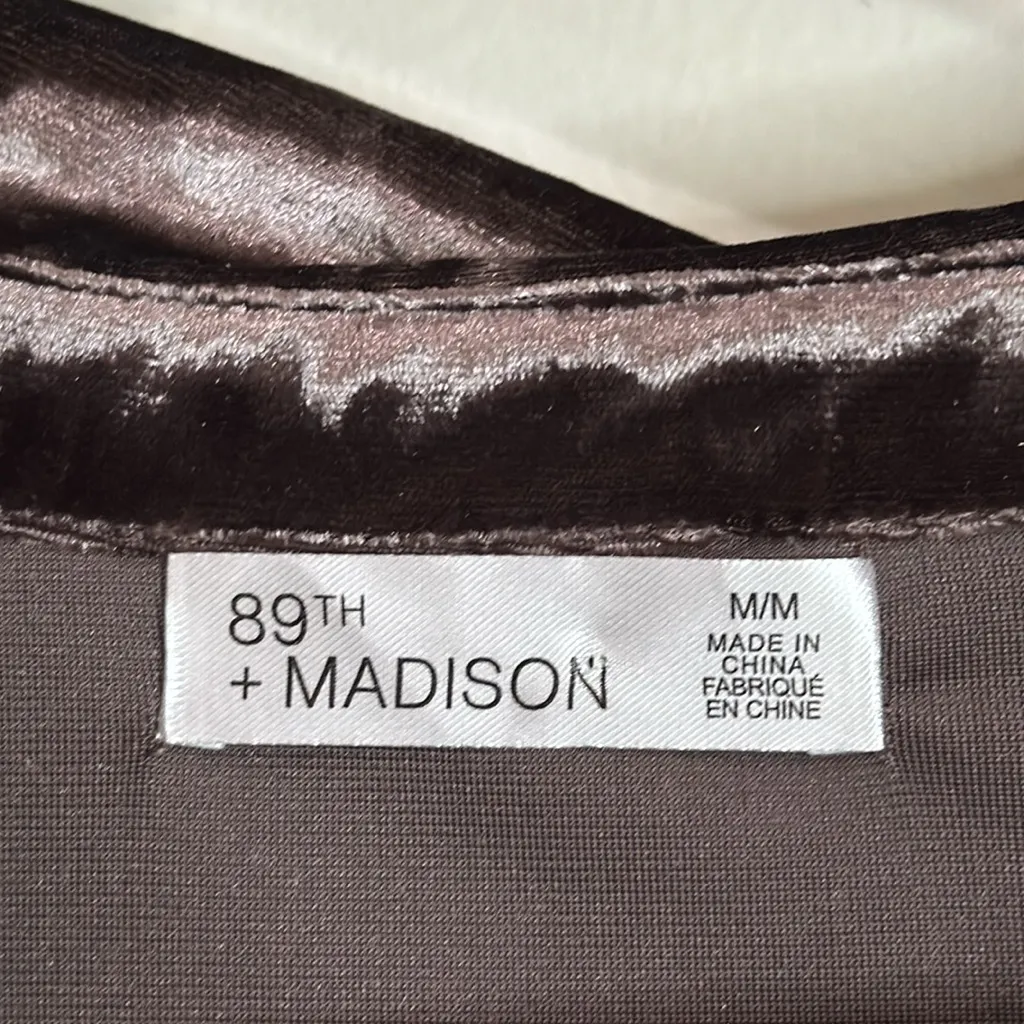 89TH
+ MADISON
M/M
MADE IN
CHINA
FABRIQUÉ
EN CHINE